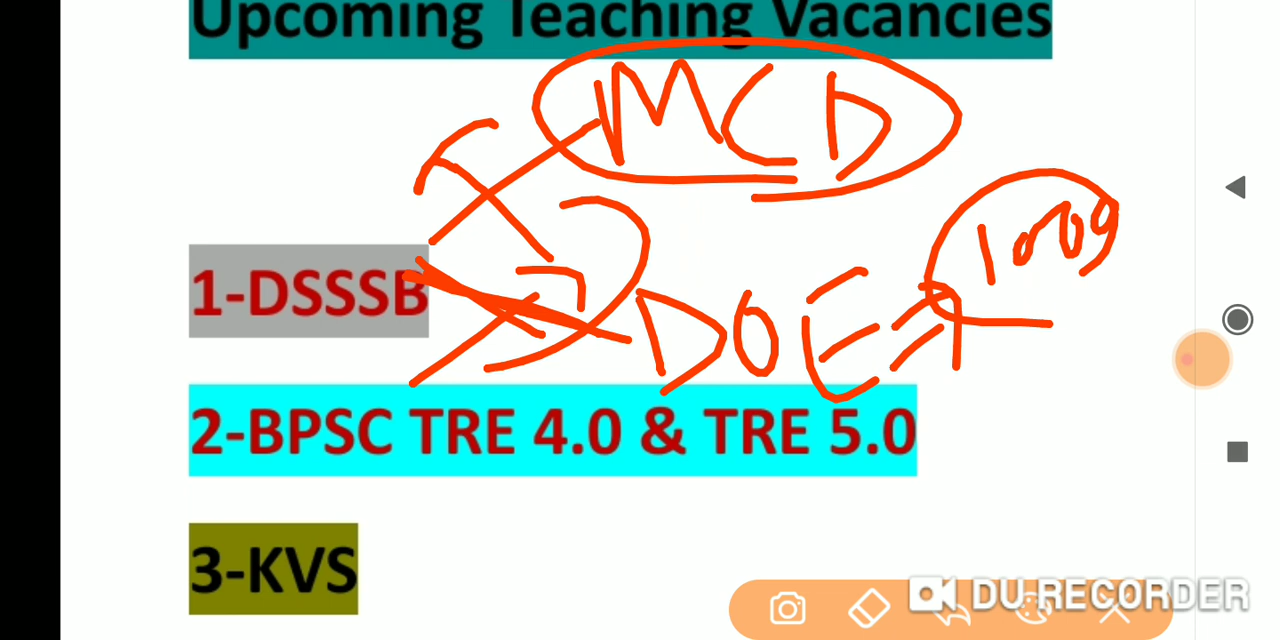 Upcoming Teaching Vacancies
MCD
1-DSSSB
DOE
2-BPSC TRE 4.0 & TRE 5.0
3-KVS
DU RECORDER